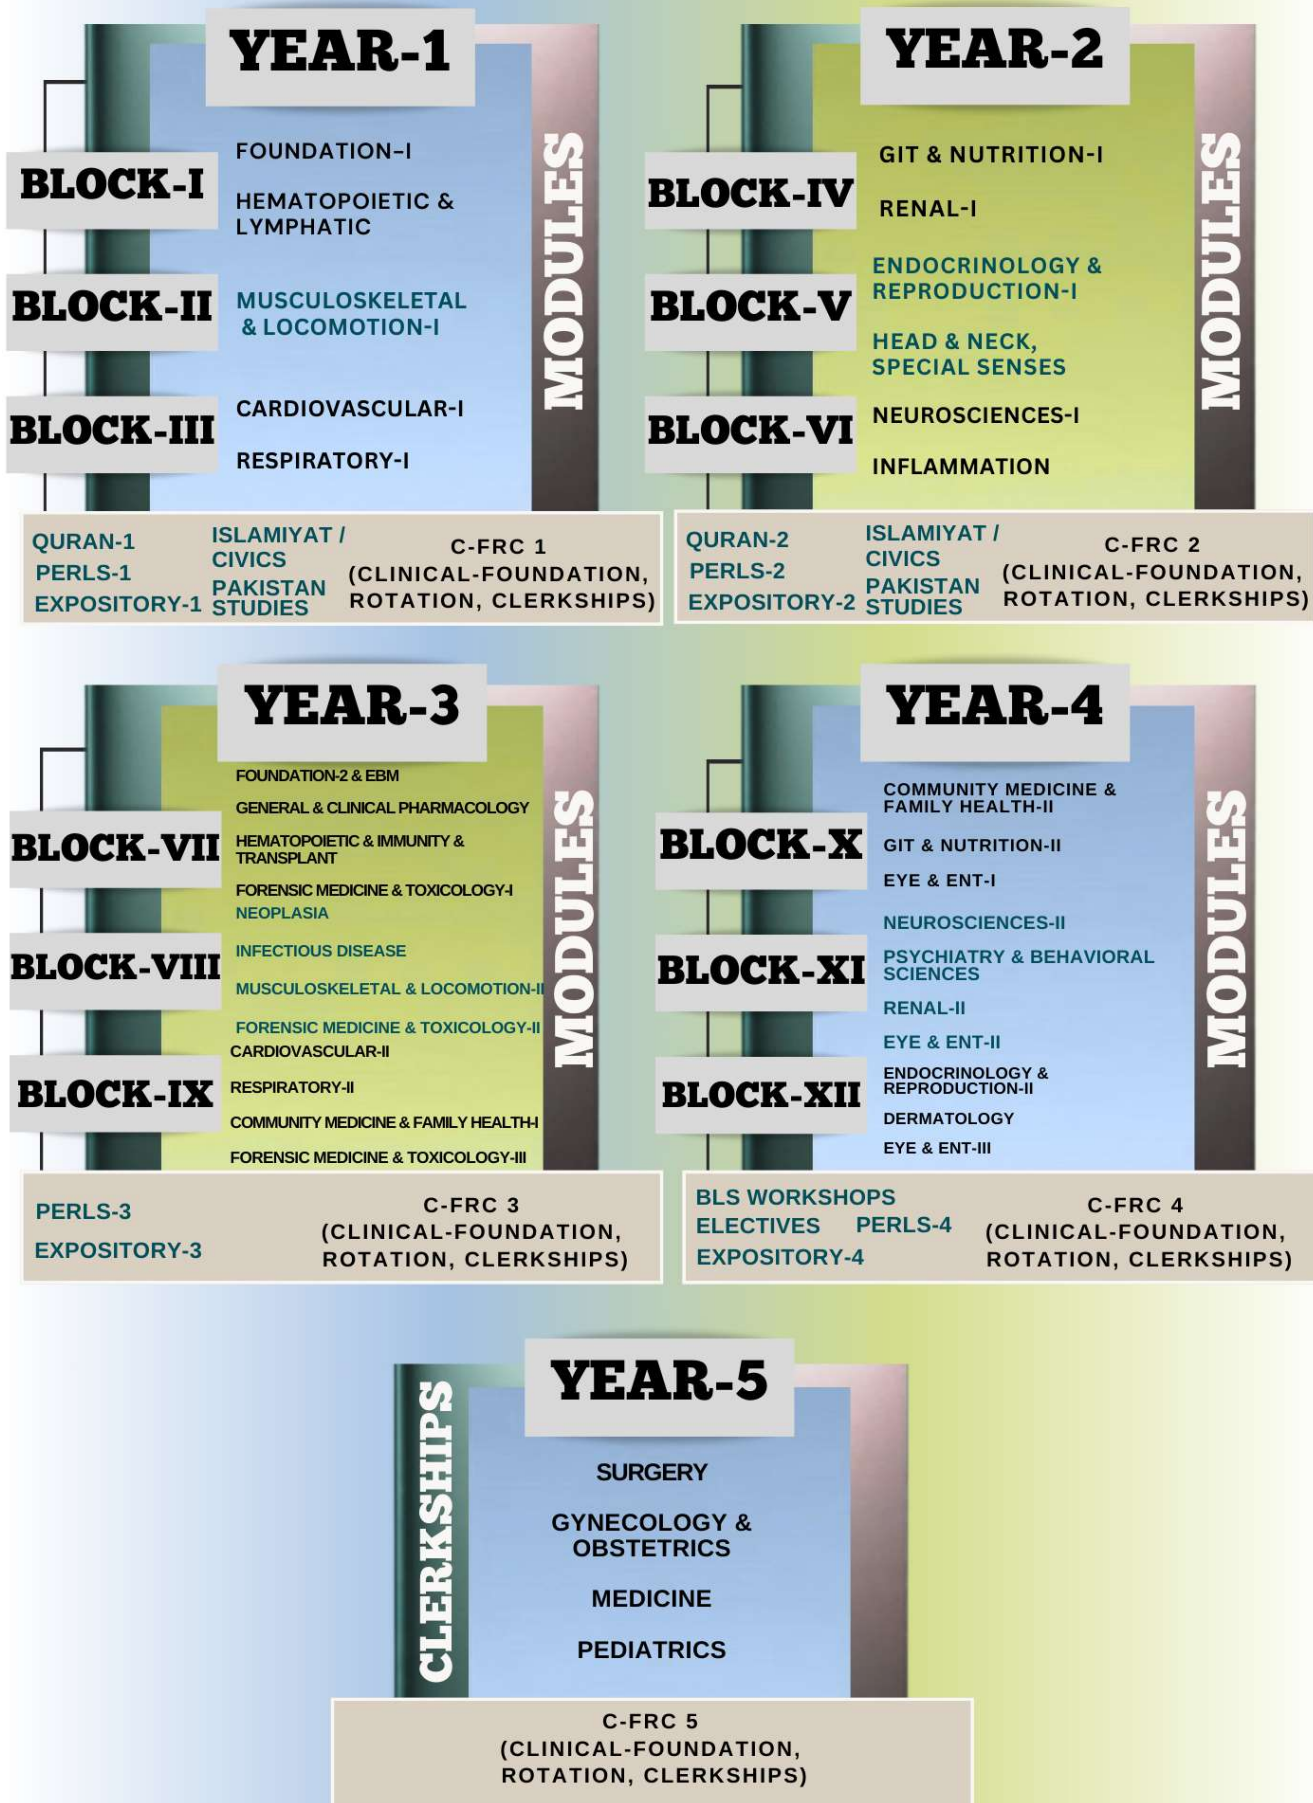 YEAR-1
MODULES
BLOCK-I
FOUNDATION-I
HEMATOPOIETIC &
LYMPHATIC
BLOCK-II
MUSCULOSKELETAL
& LOCOMOTION-I
BLOCK-III
CARDIOVASCULAR-I
RESPIRATORY-I
QURAN-1
PERLS-1
EXPOSITORY-1
ISLAMIYAT /
CIVICS
PAKISTAN
STUDIES
C-FRC 1
(CLINICAL-FOUNDATION,
ROTATION, CLERKSHIPS)
YEAR-2
MODULES
BLOCK-IV
GIT & NUTRITION-I
RENAL-I
BLOCK-V
ENDOCRINOLOGY &
REPRODUCTION-I
HEAD & NECK,
SPECIAL SENSES
BLOCK-VI
NEUROSCIENCES-I
INFLAMMATION
QURAN-2
PERLS-2
EXPOSITORY-2
ISLAMIYAT /
CIVICS
PAKISTAN
STUDIES
C-FRC 2
(CLINICAL-FOUNDATION,
ROTATION, CLERKSHIPS)
YEAR-3
MODULES
BLOCK-VII
FOUNDATION-2 & EBM
GENERAL & CLINICAL PHARMACOLOGY
HEMATOPOIETIC & IMMUNITY &
TRANSPLANT
FORENSIC MEDICINE & TOXICOLOGY-I
BLOCK-VIII
NEOPLASIA
INFECTIOUS DISEASE
MUSCULOSKELETAL & LOCOMOTION-II
FORENSIC MEDICINE & TOXICOLOGY-II
BLOCK-IX
CARDIOVASCULAR-II
RESPIRATORY-II
COMMUNITY MEDICINE & FAMILY HEALTH-I
FORENSIC MEDICINE & TOXICOLOGY-III
PERLS-3
EXPOSITORY-3
C-FRC 3
(CLINICAL-FOUNDATION,
ROTATION, CLERKSHIPS)
YEAR-4
MODULES
BLOCK-X
COMMUNITY MEDICINE &
FAMILY HEALTH-II
GIT & NUTRITION-II
EYE & ENT-I
BLOCK-XI
NEUROSCIENCES-II
PSYCHIATRY & BEHAVIORAL
SCIENCES
RENAL-II
EYE & ENT-II
BLOCK-XII
ENDOCRINOLOGY &
REPRODUCTION-II
DERMATOLOGY
EYE & ENT-III
BLS WORKSHOPS
ELECTIVES PERLS-4
EXPOSITORY-4
C-FRC 4
(CLINICAL-FOUNDATION,
ROTATION, CLERKSHIPS)
YEAR-5
CLERKSHIPS
SURGERY
GYNECOLOGY &
OBSTETRICS
MEDICINE
PEDIATRICS
C-FRC 5
(CLINICAL-FOUNDATION,
ROTATION, CLERKSHIPS)